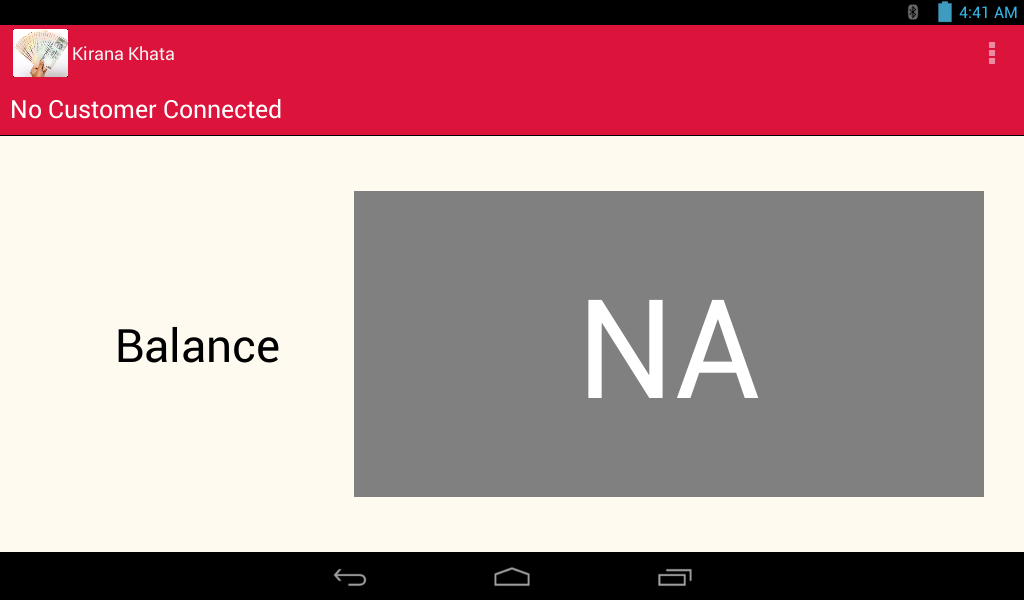 4:41 AM
Kirana Khata
No Customer Connected
Balance
NA